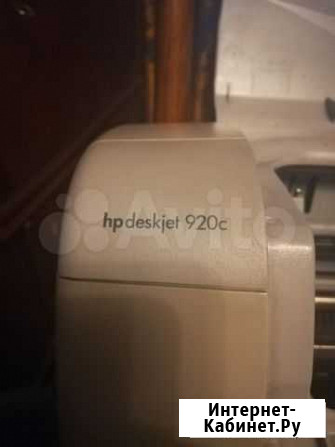 hp deskjet 920c
Avito
Интернет-
Кабинет.Ру